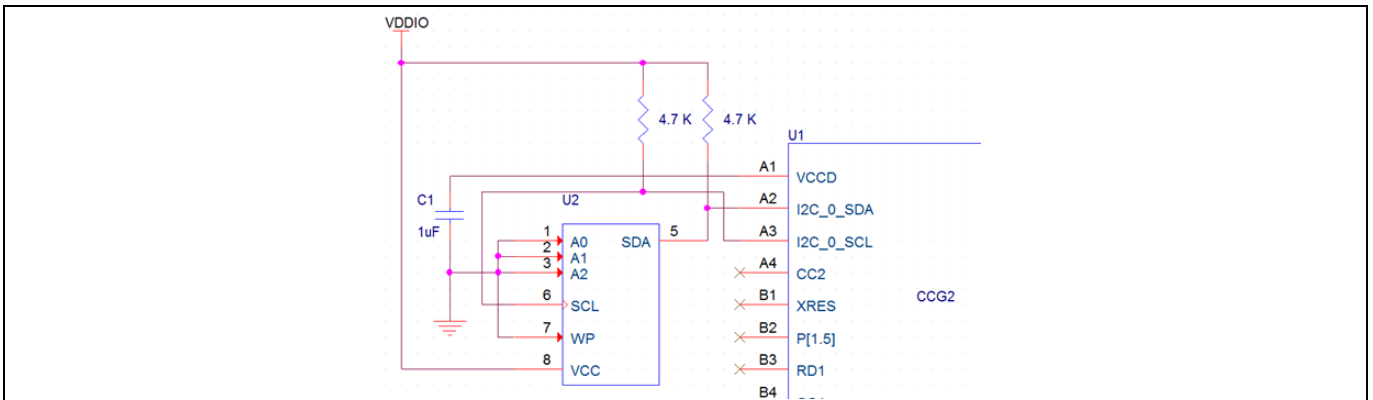 VDDIO
4.7 K
4.7 K
U1
A1
VCCD
C1
1uF
U2
A2
I2C_0_SDA
1
A0
SDA
5
A3
I2C_0_SCL
2
A1
3
A2
A4
CC2
6
SCL
B1
XRES
CCG2
7
WP
B2
P[1.5]
8
VCC
B3
RD1
B4